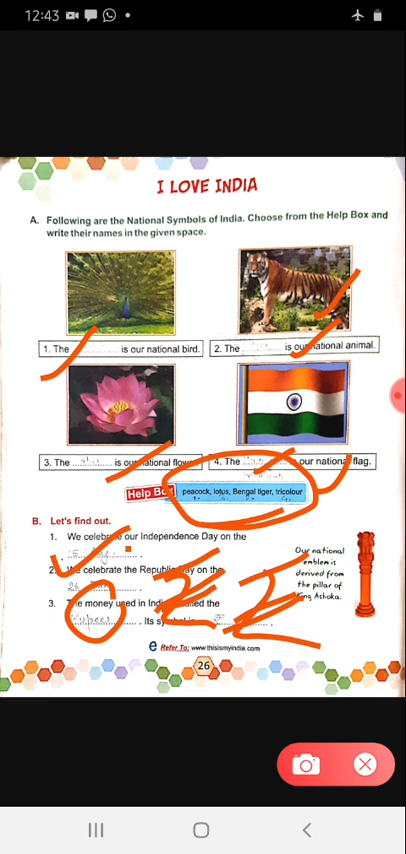 12:43
I LOVE INDIA
A. Following are the National Symbols of India. Choose from the Help Box and
write their names in the given space.
1. The ............... is our national bird.
2. The ............... is our national animal.
3. The ............... is our national flower.
4. The ............... is our national flag.
Help Box
peacock, lotus, Bengal tiger, tricolour
B. Let's find out.
1. We celebrate our Independence Day on the
2. We celebrate the Republic Day on the
26
3. The money used in India is called the
Rupees ......... . Its symbol is ............... .
Our national
emblem is
derived from
the pillar of
King Ashoka.
e Refer To: www.thisismyindia.com
26